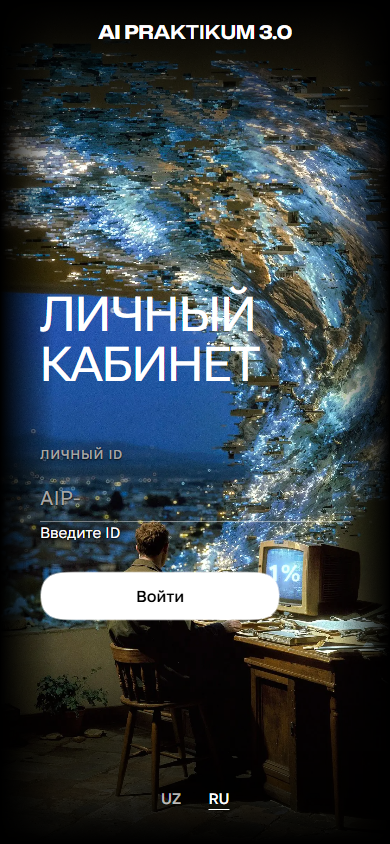 AI PRAKTIKUM 3.0
ЛИЧНЫЙ
КАБИНЕТ
ЛИЧНЫЙ ID
AIP-
Введите ID
1%
Войти
UZ RU